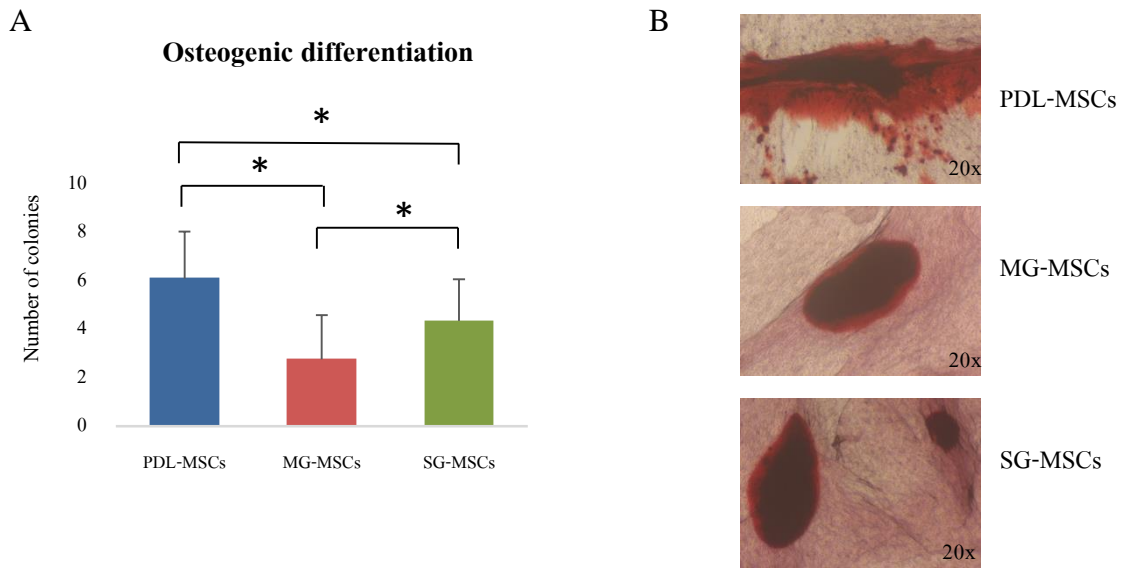 A
Osteogenic differentiation
*
*
*
Number of colonies
10
8
6
4
2
0
PDL-MSCs MG-MSCs SG-MSCs
B
20x
PDL-MSCs
20x
MG-MSCs
20x
SG-MSCs